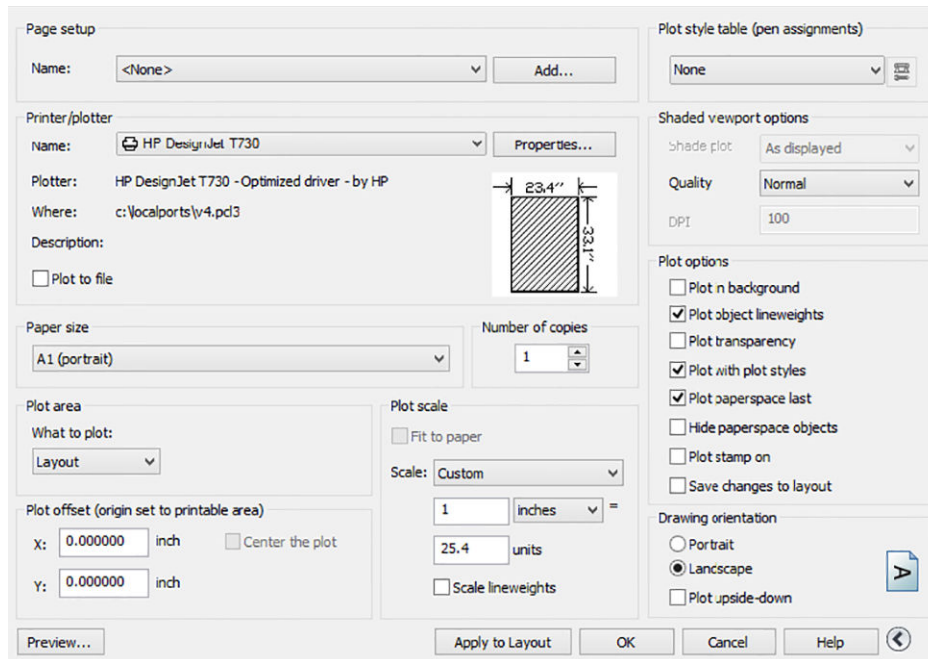 Page setup
Name: <None> Add...
Printer/plotter
Name: HP DesignJet T730 Properties...
Plotter: HP DesignJet T730 - Optimized driver - by HP
Where: c:\localports\v4.pcl3
Description:
Plot to file
23.4''
33.1''
Paper size
A1 (portrait)
Number of copies
1
Plot area
What to plot:
Layout
Plot offset (origin set to printable area)
X: 0.000000 inch Center the plot
Y: 0.000000 inch
Plot scale
Fit to paper
Scale: Custom
1 inches =
25.4 units
Scale lineweights
Plot style table (pen assignments)
None
Shaded viewport options
Shade plot As displayed
Quality Normal
DPI 100
Plot options
Plot in background
Plot object lineweights
Plot transparency
Plot with plot styles
Plot paperspace last
Hide paperspace objects
Plot stamp on
Save changes to layout
Drawing orientation
Portrait
Landscape
Plot upside-down
A
Preview... Apply to Layout OK Cancel Help